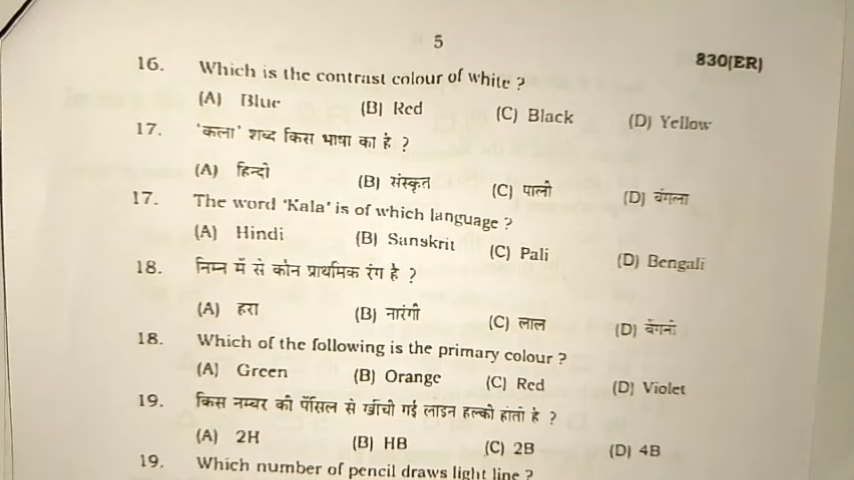 5
830(ER)
16. Which is the contrast colour of white ?
(A) Blue (B) Red (C) Black (D) Yellow
17. 'कला' शब्द किस भाषा का है ?
(A) हिन्दी (B) संस्कृत (C) पाली (D) बंगला
17. The word 'Kala' is of which language ?
(A) Hindi (B) Sanskrit (C) Pali (D) Bengali
18. निम्न में से कौन प्राथमिक रंग है ?
(A) हरा (B) नारंगी (C) लाल (D) बैंगनी
18. Which of the following is the primary colour ?
(A) Green (B) Orange (C) Red (D) Violet
19. किस नम्बर की पेंसिल से खींची गई लाइन हल्की होती है ?
(A) 2H (B) HB (C) 2B (D) 4B
19. Which number of pencil draws light line ?